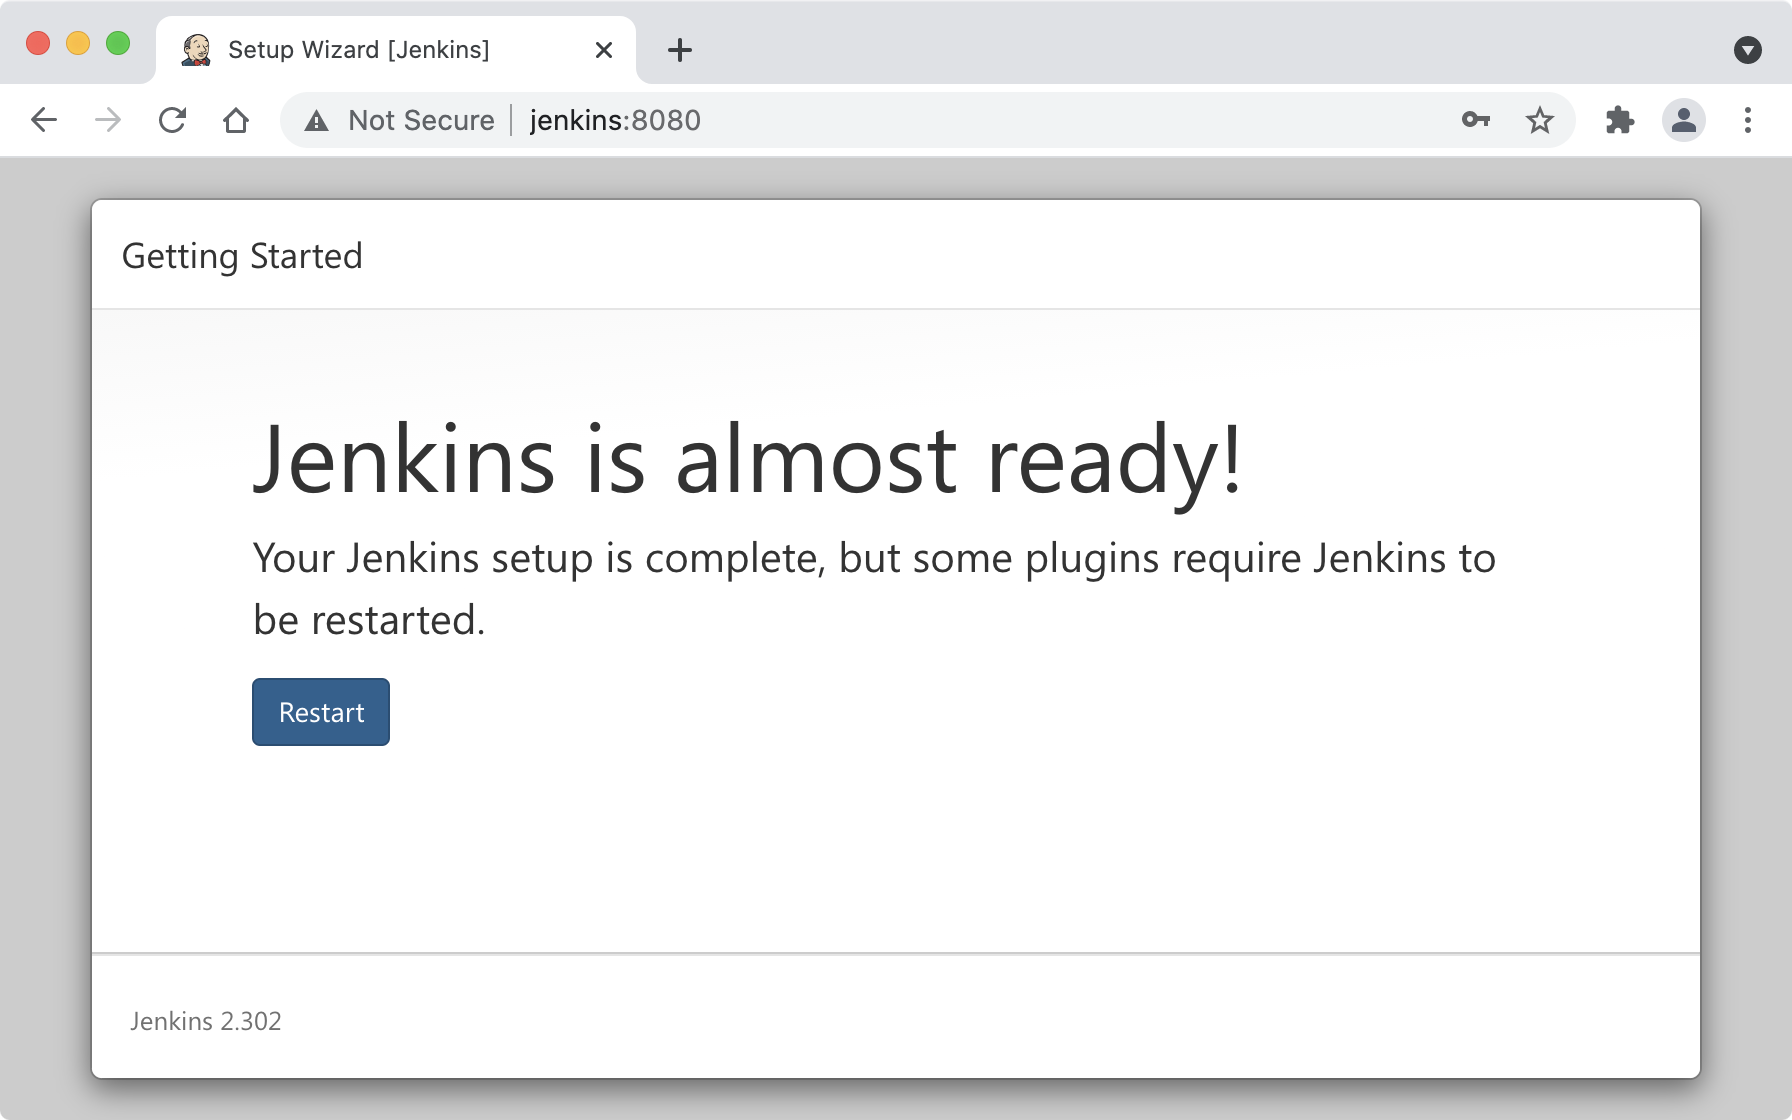 Setup Wizard [Jenkins]
Not Secure jenkins:8080
Getting Started
Jenkins is almost ready!
Your Jenkins setup is complete, but some plugins require Jenkins to
be restarted.
Restart
Jenkins 2.302